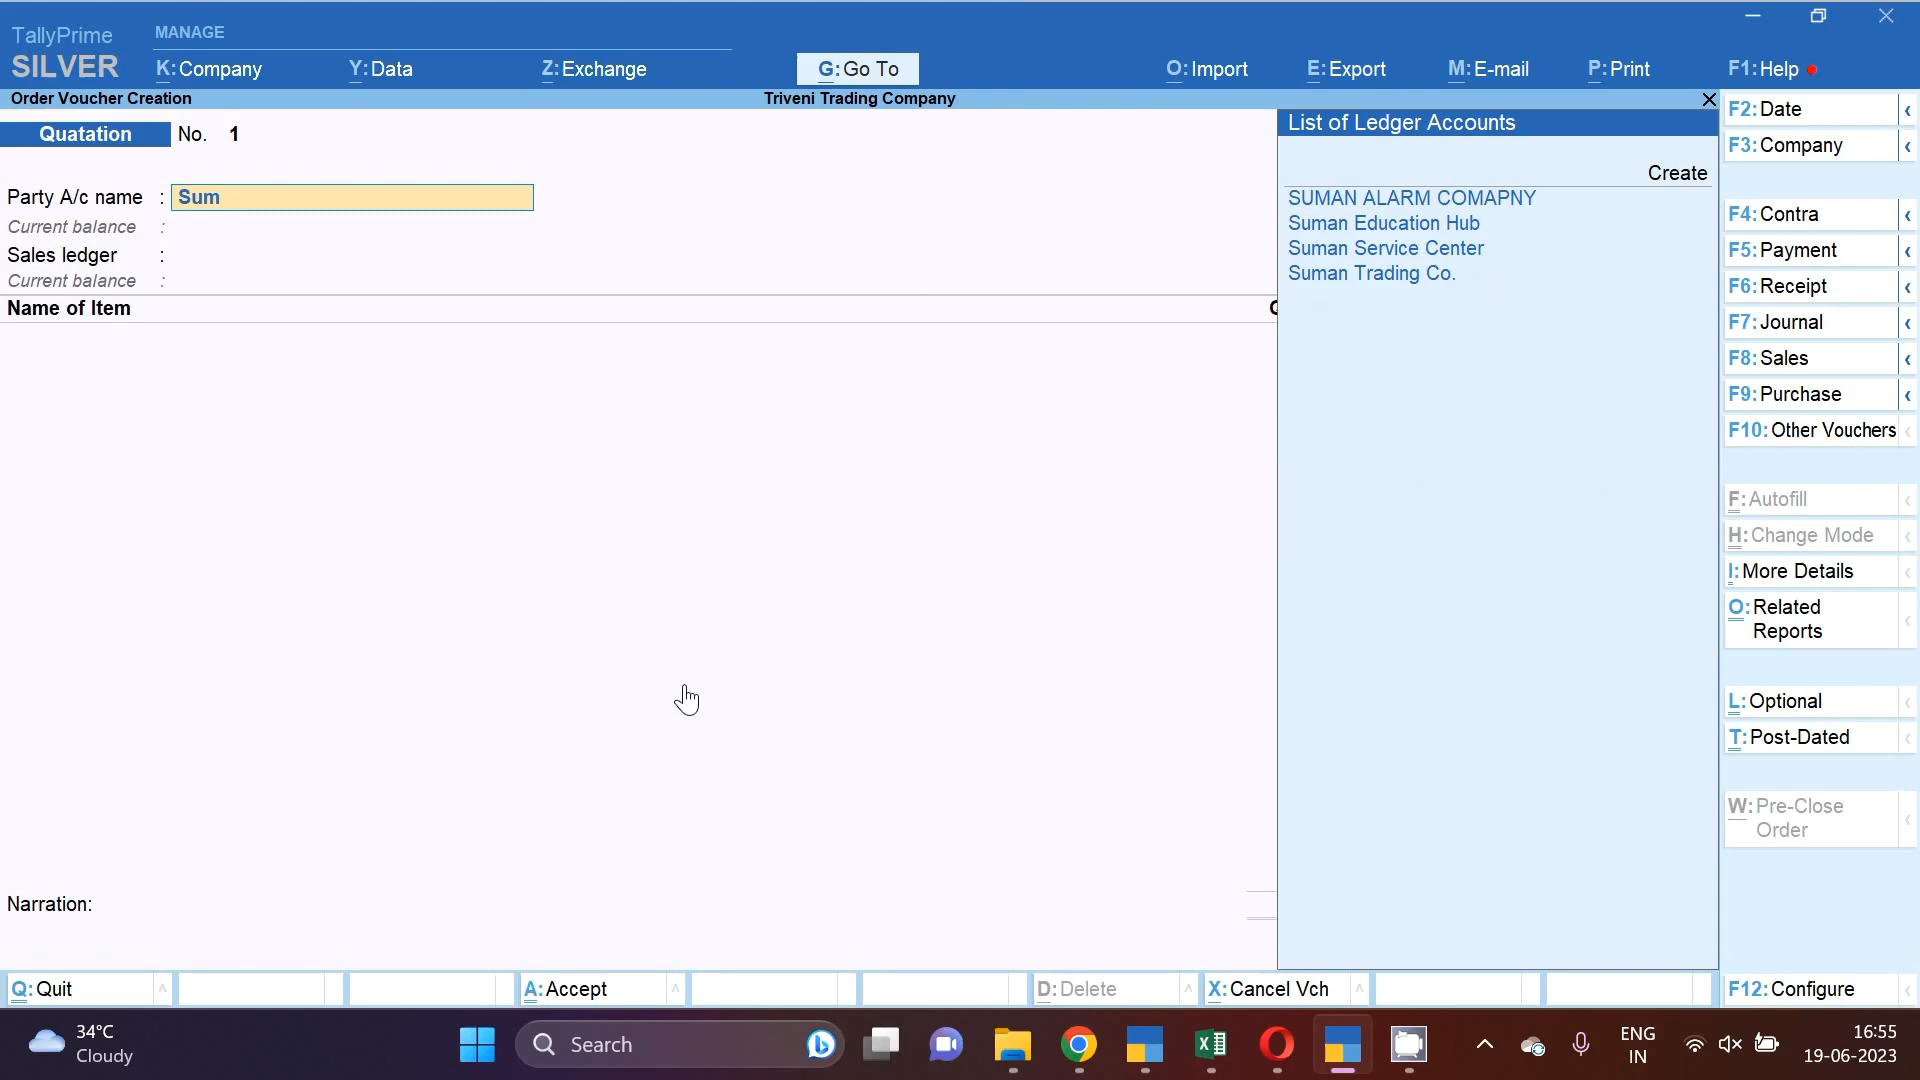 TallyPrime
SILVER
MANAGE
K: Company
Y: Data
Z: Exchange
G: Go To
O: Import
E: Export
M: E-mail
P: Print
F1: Help
Order Voucher Creation
Triveni Trading Company
Quatation No. 1
Party A/c name : Sum
Current balance :
Sales ledger :
Current balance :
Name of Item
Narration:
List of Ledger Accounts
Create
SUMAN ALARM COMAPNY
Suman Education Hub
Suman Service Center
Suman Trading Co.
F2: Date
F3: Company
F4: Contra
F5: Payment
F6: Receipt
F7: Journal
F8: Sales
F9: Purchase
F10: Other Vouchers
F: Autofill
H: Change Mode
I: More Details
O: Related
Reports
L: Optional
T: Post-Dated
W: Pre-Close
Order
Q: Quit
A: Accept
D: Delete
X: Cancel Vch
F12: Configure
34°C
Cloudy
Search
ENG
IN
16:55
19-06-2023